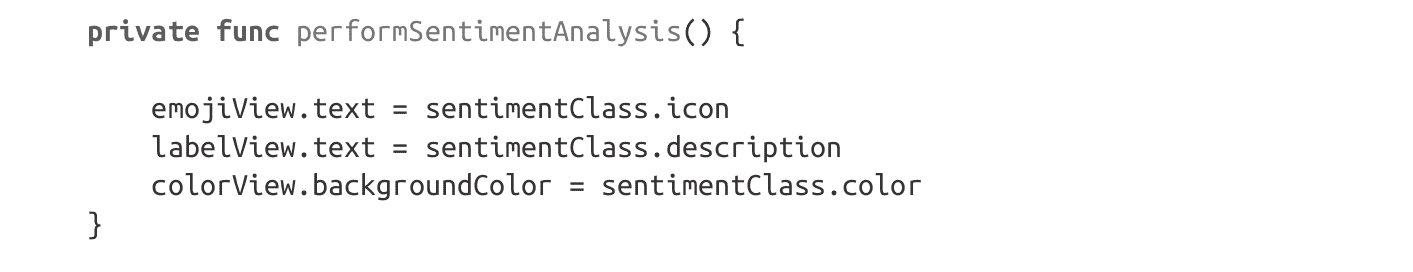 private func performSentimentAnalysis() {
emojiView.text = sentimentClass.icon
labelView.text = sentimentClass.description
colorView.backgroundColor = sentimentClass.color
}